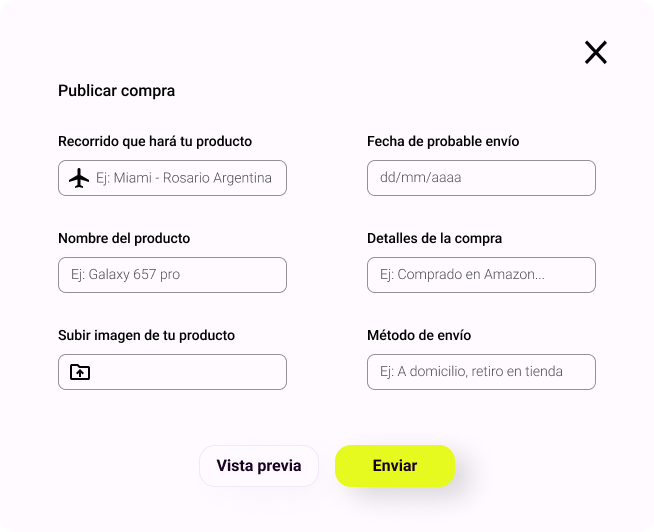 Publicar compra
Recorrido que hará tu producto
Fecha de probable envío
Ej: Miami - Rosario Argentina
dd/mm/aaaa
Nombre del producto
Detalles de la compra
Ej: Galaxy 657 pro
Ej: Comprado en Amazon...
Subir imagen de tu producto
Método de envío
Ej: A domicilio, retiro en tienda
Vista previa
Enviar